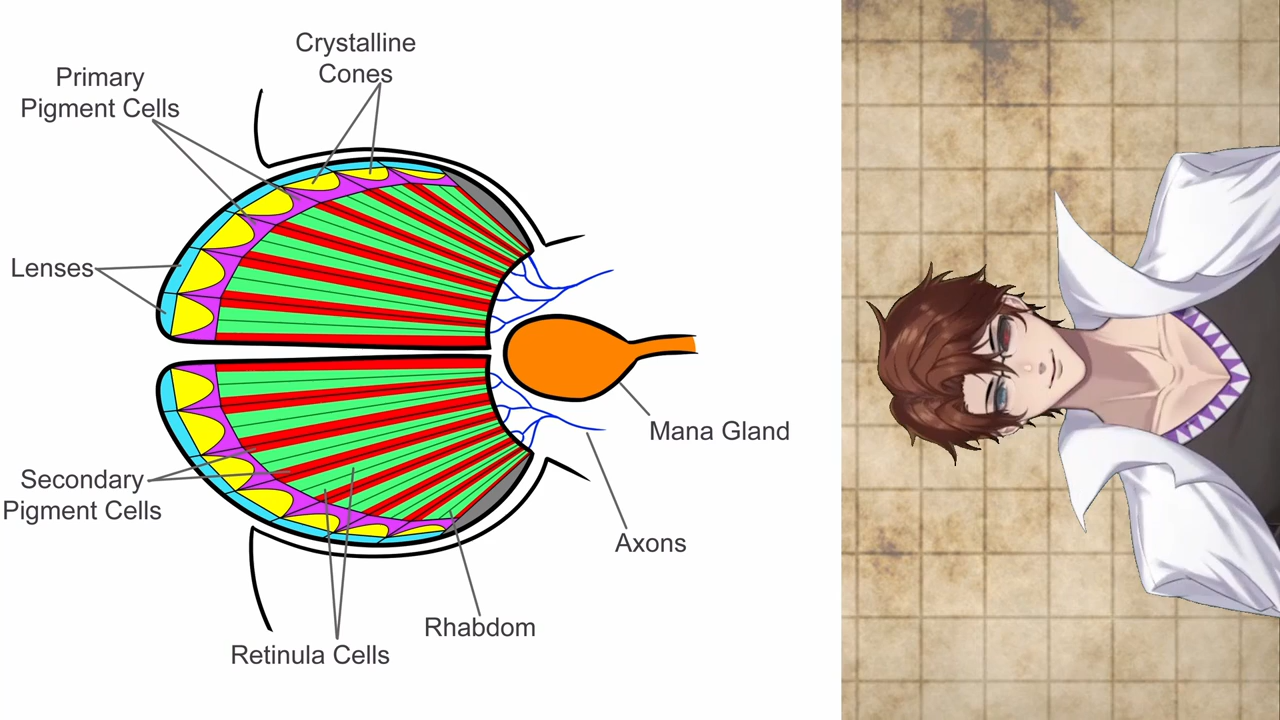 Crystalline
Cones
Primary
Pigment Cells
Lenses
Mana Gland
Secondary
Pigment Cells
Axons
Rhabdom
Retinula Cells